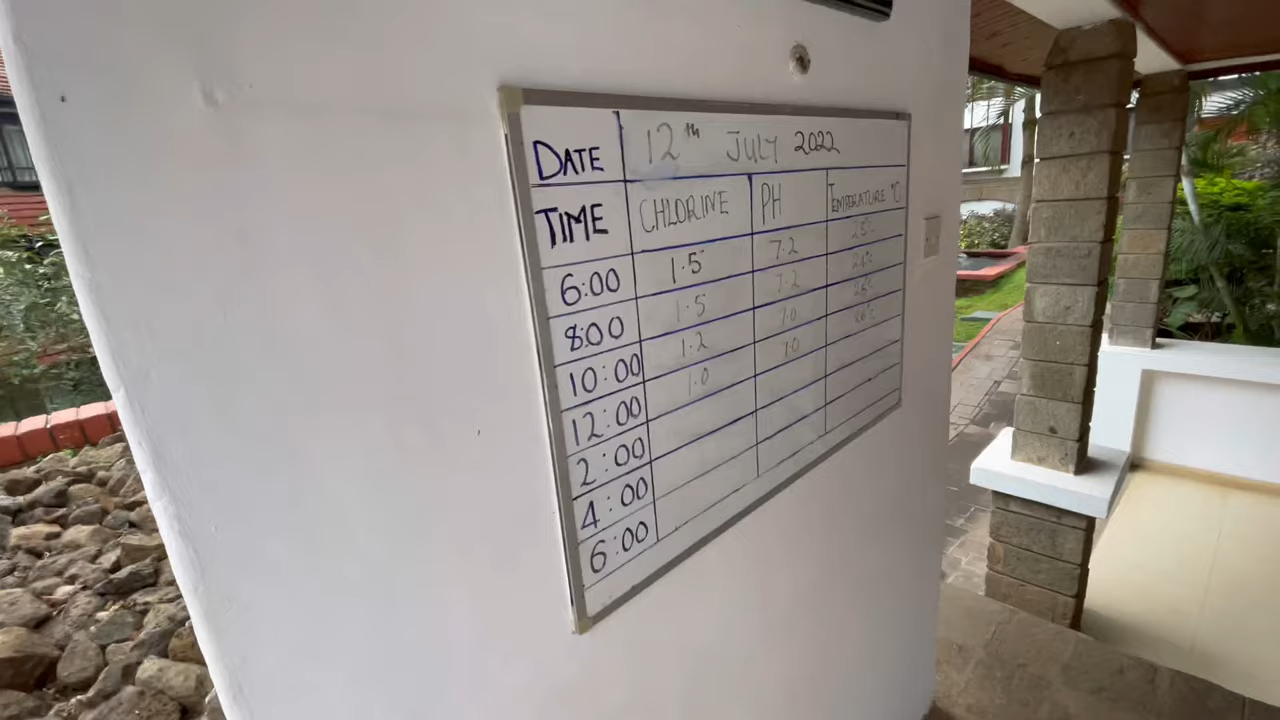 DATE 12th JULY 2022
TIME CHLORINE PH TEMPERATURE °C
6:00 1.5 7.2
8:00 1.5 7.2
10:00 1.2 7.0
12:00 1.0 7.0
2:00
4:00
6:00